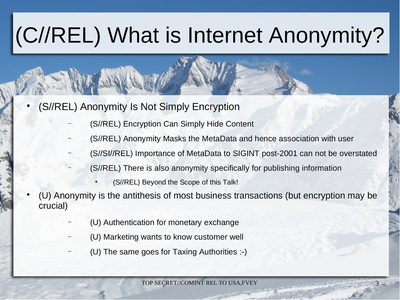 (C//REL) What is Internet Anonymity?
• (S//REL) Anonymity Is Not Simply Encryption
– (S//REL) Encryption Can Simply Hide Content
– (S//REL) Anonymity Masks the MetaData and hence association with user
– (S//SI//REL) Importance of MetaData to SIGINT post-2001 can not be overstated
– (S//REL) There is also anonymity specifically for publishing information
• (S//REL) Beyond the Scope of this Talk!
• (U) Anonymity is the antithesis of most business transactions (but encryption may be
crucial)
– (U) Authentication for monetary exchange
– (U) Marketing wants to know customer well
– (U) The same goes for Taxing Authorities :-)
TOP SECRET//COMINT REL TO USA,FVEY
3